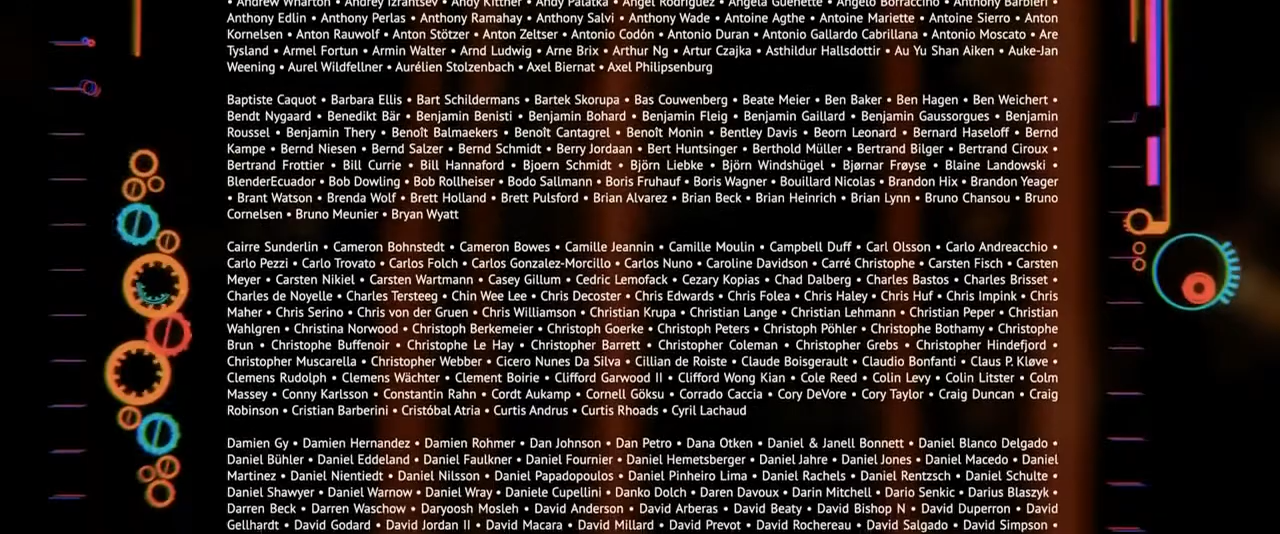 • Andrew Wharton • Andrey Izrantsev • Andy Kittner • Andy Palatka • Angel Rodriguez • Angela Guenette • Angelo Borraccino • Anthony Barbieri •
Anthony Edlin • Anthony Perlas • Anthony Ramahay • Anthony Salvi • Anthony Wade • Antoine Agthe • Antoine Mariette • Antoine Sierro • Anton
Kornelsen • Anton Rauwolf • Anton Stötzer • Anton Zeltser • Antonio Codón • Antonio Duran • Antonio Gallardo Cabrillana • Antonio Moscato • Are
Tysland • Armel Fortun • Armin Walter • Arnd Ludwig • Arne Brix • Arthur Ng • Artur Czajka • Asthildur Hallsdottir • Au Yu Shan Aiken • Auke-Jan
Weening • Aurel Wildfellner • Aurélien Stolzenbach • Axel Biernat • Axel Philipsenburg
Baptiste Caquot • Barbara Ellis • Bart Schildermans • Bartek Skorupa • Bas Couwenberg • Beate Meier • Ben Baker • Ben Hagen • Ben Weichert •
Bendt Nygaard • Benedikt Bär • Benjamin Benisti • Benjamin Bohard • Benjamin Fleig • Benjamin Gaillard • Benjamin Gaussorgues • Benjamin
Roussel • Benjamin Thery • Benoît Balmaekers • Benoît Cantagrel • Benoît Monin • Bentley Davis • Beorn Leonard • Bernard Haseloff • Bernd
Kampe • Bernd Niesen • Bernd Salzer • Bernd Schmidt • Berry Jordaan • Bert Huntsinger • Berthold Müller • Bertrand Bilger • Bertrand Ciroux •
Bertrand Frottier • Bill Currie • Bill Hannaford • Bjoern Schmidt • Björn Liebke • Björn Windshügel • Bjørnar Frøyse • Blaine Landowski •
BlenderEcuador • Bob Dowling • Bob Rollheiser • Bodo Sallmann • Boris Fruhauf • Boris Wagner • Bouillard Nicolas • Brandon Hix • Brandon Yeager
• Brant Watson • Brenda Wolf • Brett Holland • Brett Pulsford • Brian Alvarez • Brian Beck • Brian Heinrich • Brian Lynn • Bruno Chansou • Bruno
Cornelsen • Bruno Meunier • Bryan Wyatt
Cairre Sunderlin • Cameron Bohnstedt • Cameron Bowes • Camille Jeannin • Camille Moulin • Campbell Duff • Carl Olsson • Carlo Andreacchio •
Carlo Pezzi • Carlo Trovato • Carlos Folch • Carlos Gonzalez-Morcillo • Carlos Nuno • Caroline Davidson • Carré Christophe • Carsten Fisch • Carsten
Meyer • Carsten Nikiel • Carsten Wartmann • Casey Gillum • Cedric Lemofack • Cezary Kopias • Chad Dalberg • Charles Bastos • Charles Brisset •
Charles de Noyelle • Charles Tersteeg • Chin Wee Lee • Chris Decoster • Chris Edwards • Chris Folea • Chris Haley • Chris Huf • Chris Impink • Chris
Maher • Chris Serino • Chris von der Gruen • Chris Williamson • Christian Krupa • Christian Lange • Christian Lehmann • Christian Peper • Christian
Wahlgren • Christina Norwood • Christoph Berkemeier • Christoph Goerke • Christoph Peters • Christoph Pöhler • Christophe Bothamy • Christophe
Brun • Christophe Buffenoir • Christophe Le Hay • Christopher Barrett • Christopher Coleman • Christopher Grebs • Christopher Hindefjord •
Christopher Muscarella • Christopher Webber • Cicero Nunes Da Silva • Cillian de Roiste • Claude Boisgerault • Claudio Bonfanti • Claus P. Kløve •
Clemens Rudolph • Clemens Wächter • Clement Boirie • Clifford Garwood II • Clifford Wong Kian • Cole Reed • Colin Levy • Colin Litster • Colm
Massey • Conny Karlsson • Constantin Rahn • Cordt Aukamp • Cornell Göksu • Corrado Caccia • Cory DeVore • Cory Taylor • Craig Duncan • Craig
Robinson • Cristian Barberini • Cristóbal Atria • Curtis Andrus • Curtis Rhoads • Cyril Lachaud
Damien Gy • Damien Hernandez • Damien Rohmer • Dan Johnson • Dan Petro • Dana Otken • Daniel & Janell Bonnett • Daniel Blanco Delgado •
Daniel Bühler • Daniel Eddeland • Daniel Faulkner • Daniel Fournier • Daniel Hemetsberger • Daniel Jahre • Daniel Jones • Daniel Macedo • Daniel
Martinez • Daniel Nientiedt • Daniel Nilsson • Daniel Papadopoulos • Daniel Pinheiro Lima • Daniel Rachels • Daniel Rentzsch • Daniel Schulte •
Daniel Shawyer • Daniel Warnow • Daniel Wray • Daniele Cupellini • Danko Dolch • Daren Davoux • Darin Mitchell • Dario Senkic • Darius Blaszyk •
Darren Beck • Darren Waschow • Daryoosh Mosleh • David Anderson • David Arberas • David Beaty • David Bishop N • David Duperron • David
Gellhardt • David Godard • David Jordan II • David Macara • David Millard • David Prevot • David Rochereau • David Salgado • David Simpson •